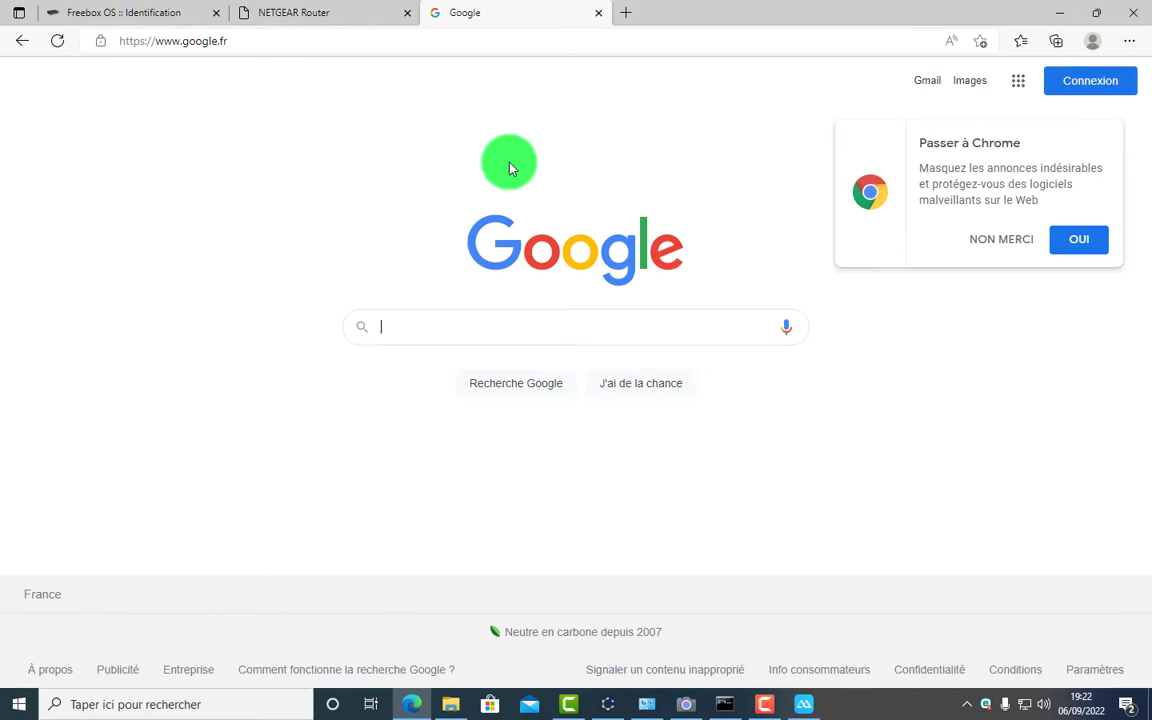 Freebox OS :: Identification
NETGEAR Router
Google
https://www.google.fr
Gmail
Images
Connexion
Passer à Chrome
Masquez les annonces indésirables
et protégez-vous des logiciels
malveillants sur le Web
NON MERCI
OUI
Google
Recherche Google
J'ai de la chance
France
Neutre en carbone depuis 2007
À propos
Publicité
Entreprise
Comment fonctionne la recherche Google ?
Signaler un contenu inapproprié
Info consommateurs
Confidentialité
Conditions
Paramètres
Taper ici pour rechercher
19:22
06/09/2022
2